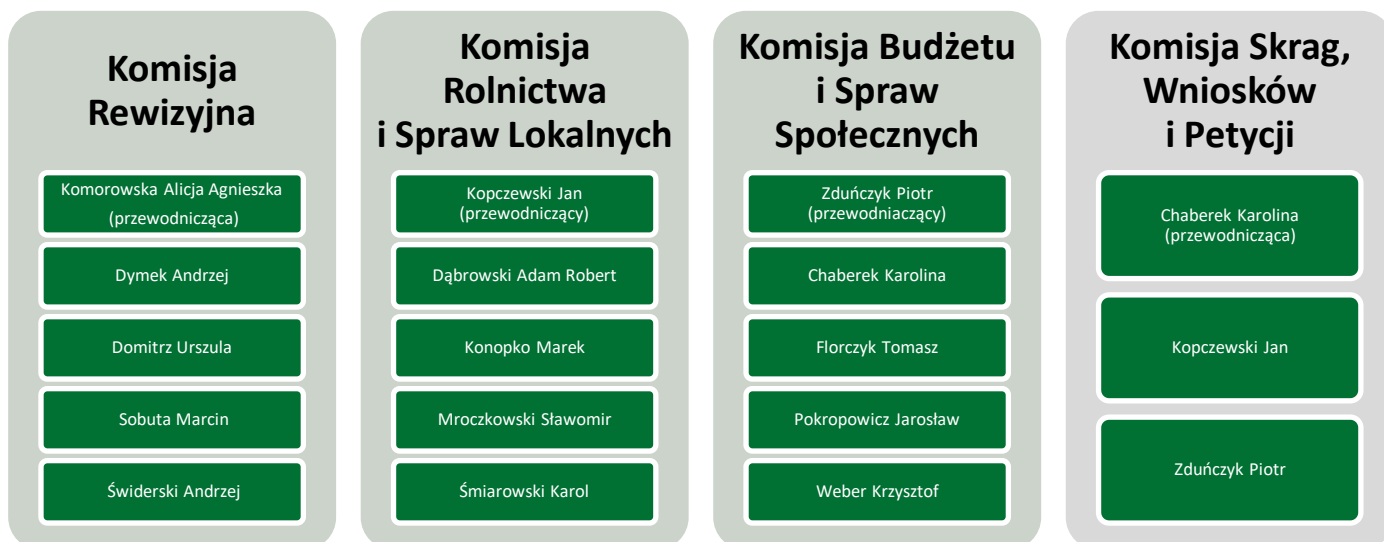 Komisja
Rewizyjna
Komorowska Alicja Agnieszka
(przewodnicząca)
Dymek Andrzej
Domitrz Urszula
Sobuta Marcin
Świderski Andrzej
Komisja
Rolnictwa
i Spraw Lokalnych
Kopczewski Jan
(przewodniczący)
Dąbrowski Adam Robert
Konopko Marek
Mroczkowski Sławomir
Śmiarowski Karol
Komisja Budżetu
i Spraw
Społecznych
Zduńczyk Piotr
(przewodniaczący)
Chaberek Karolina
Florczyk Tomasz
Pokropowicz Jarosław
Weber Krzysztof
Komisja Skrag,
Wniosków
i Petycji
Chaberek Karolina
(przewodnicząca)
Kopczewski Jan
Zduńczyk Piotr